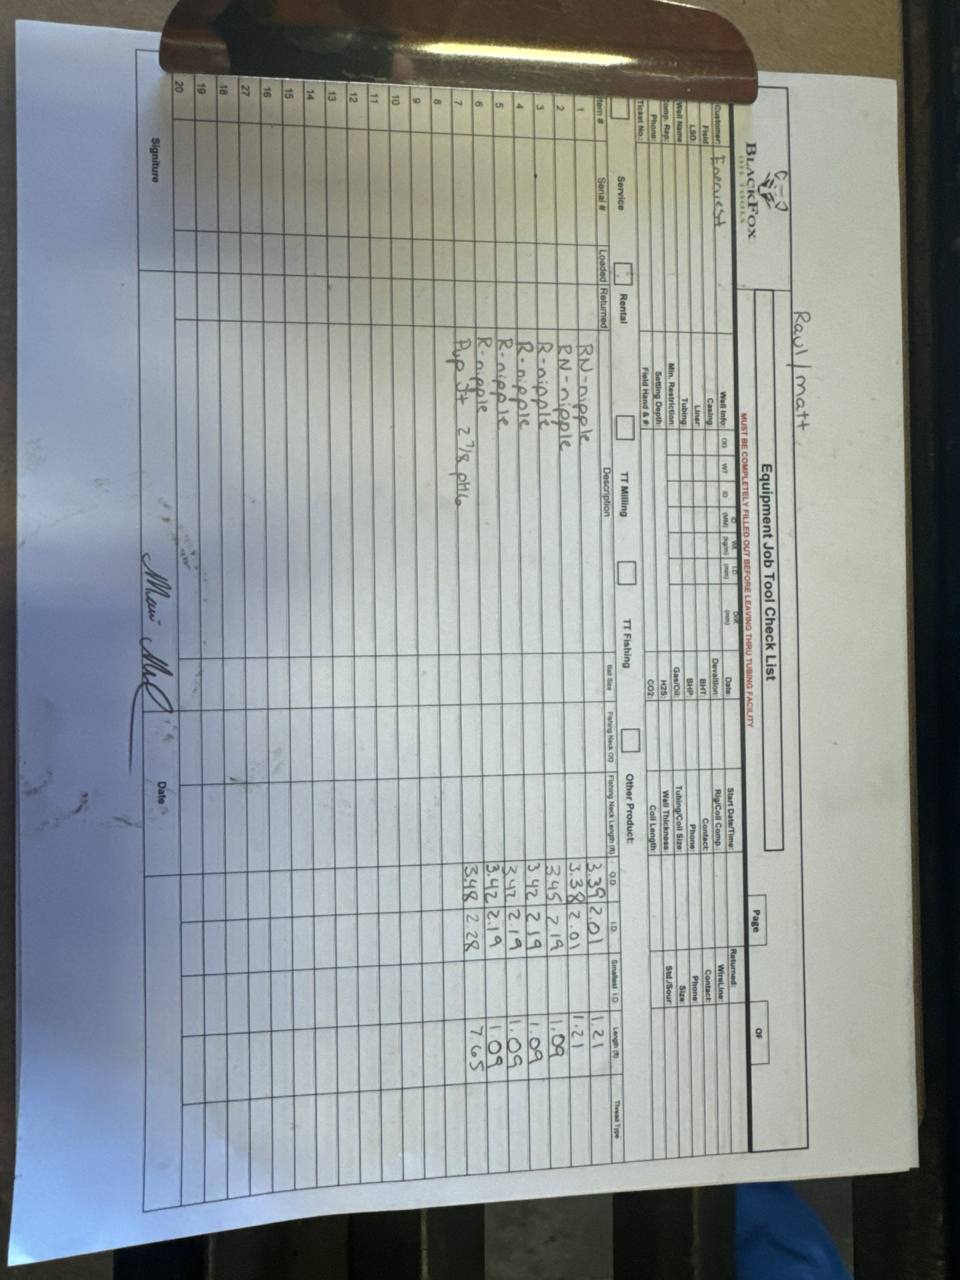 Raul/matt
BLACKFOX
OIL TOOLS
Equipment Job Tool Check List
Page
OF
MUST BE COMPLETELY FILLED OUT BEFORE LEAVING THRU TUBING FACILITY
Customer: Enervest
Well Info: OD WT ID OD (MM) Wt. (kg/m) I.D. (mm) Drift (mm)
Date:
Start Date/Time:
Returned:
Field
Casing:
Deviation:
Rig/Coil Comp.:
WireLine:
LSD:
Liner:
BHT:
Contact:
Contact:
Well Name
Tubing:
BHP:
Phone:
Phone:
Comp. Rep:
Min. Restriction:
Gas/Oil:
Tubing/Coil Size:
Size:
Phone:
Setting Depth:
H2S:
Wall Thickness:
Std./Sour:
Ticket No.:
Field Hand & #:
CO2:
Coil Length:
Service
Rental
TT Milling
TT Fishing
Other Product:
Item # Serial # Loaded Returned Description Ball Size Fishing Neck OD Fishing Neck Length (ft) O.D. I.D. Smallest I.D. Length (ft) Thread Type
1 RN-nipple 3.39 2.01 1.21
2 RN-nipple 3.38 2.01 1.21
3 R-nipple 3.45 2.19 1.09
4 R-nipple 3.42 2.19 1.09
5 R-nipple 3.42 2.19 1.09
6 R-nipple 3.42 2.19 1.09
7 Pup Jt 2 7/8 PH6 3.48 2.28 7.65
8
9
10
11
12
13
14
15
16
27
18
19
20
Signiture
Date